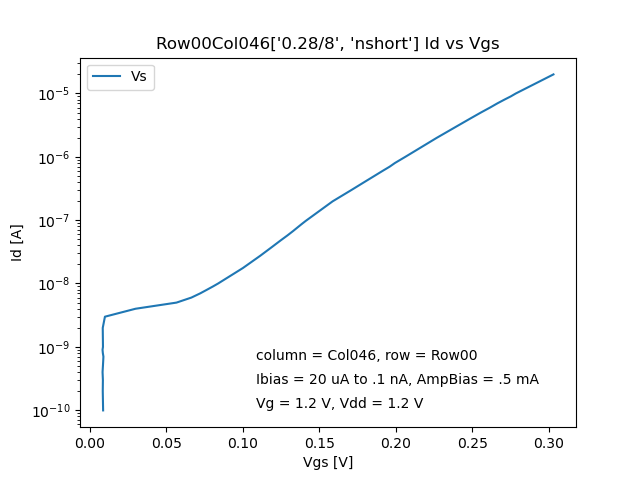 Row00Col046['0.28/8', 'nshort'] Id vs Vgs
Vs
10⁻⁵
10⁻⁶
10⁻⁷
10⁻⁸
10⁻⁹
10⁻¹⁰
Id [A]
column = Col046, row = Row00
Ibias = 20 uA to .1 nA, AmpBias = .5 mA
Vg = 1.2 V, Vdd = 1.2 V
0.00 0.05 0.10 0.15 0.20 0.25 0.30
Vgs [V]